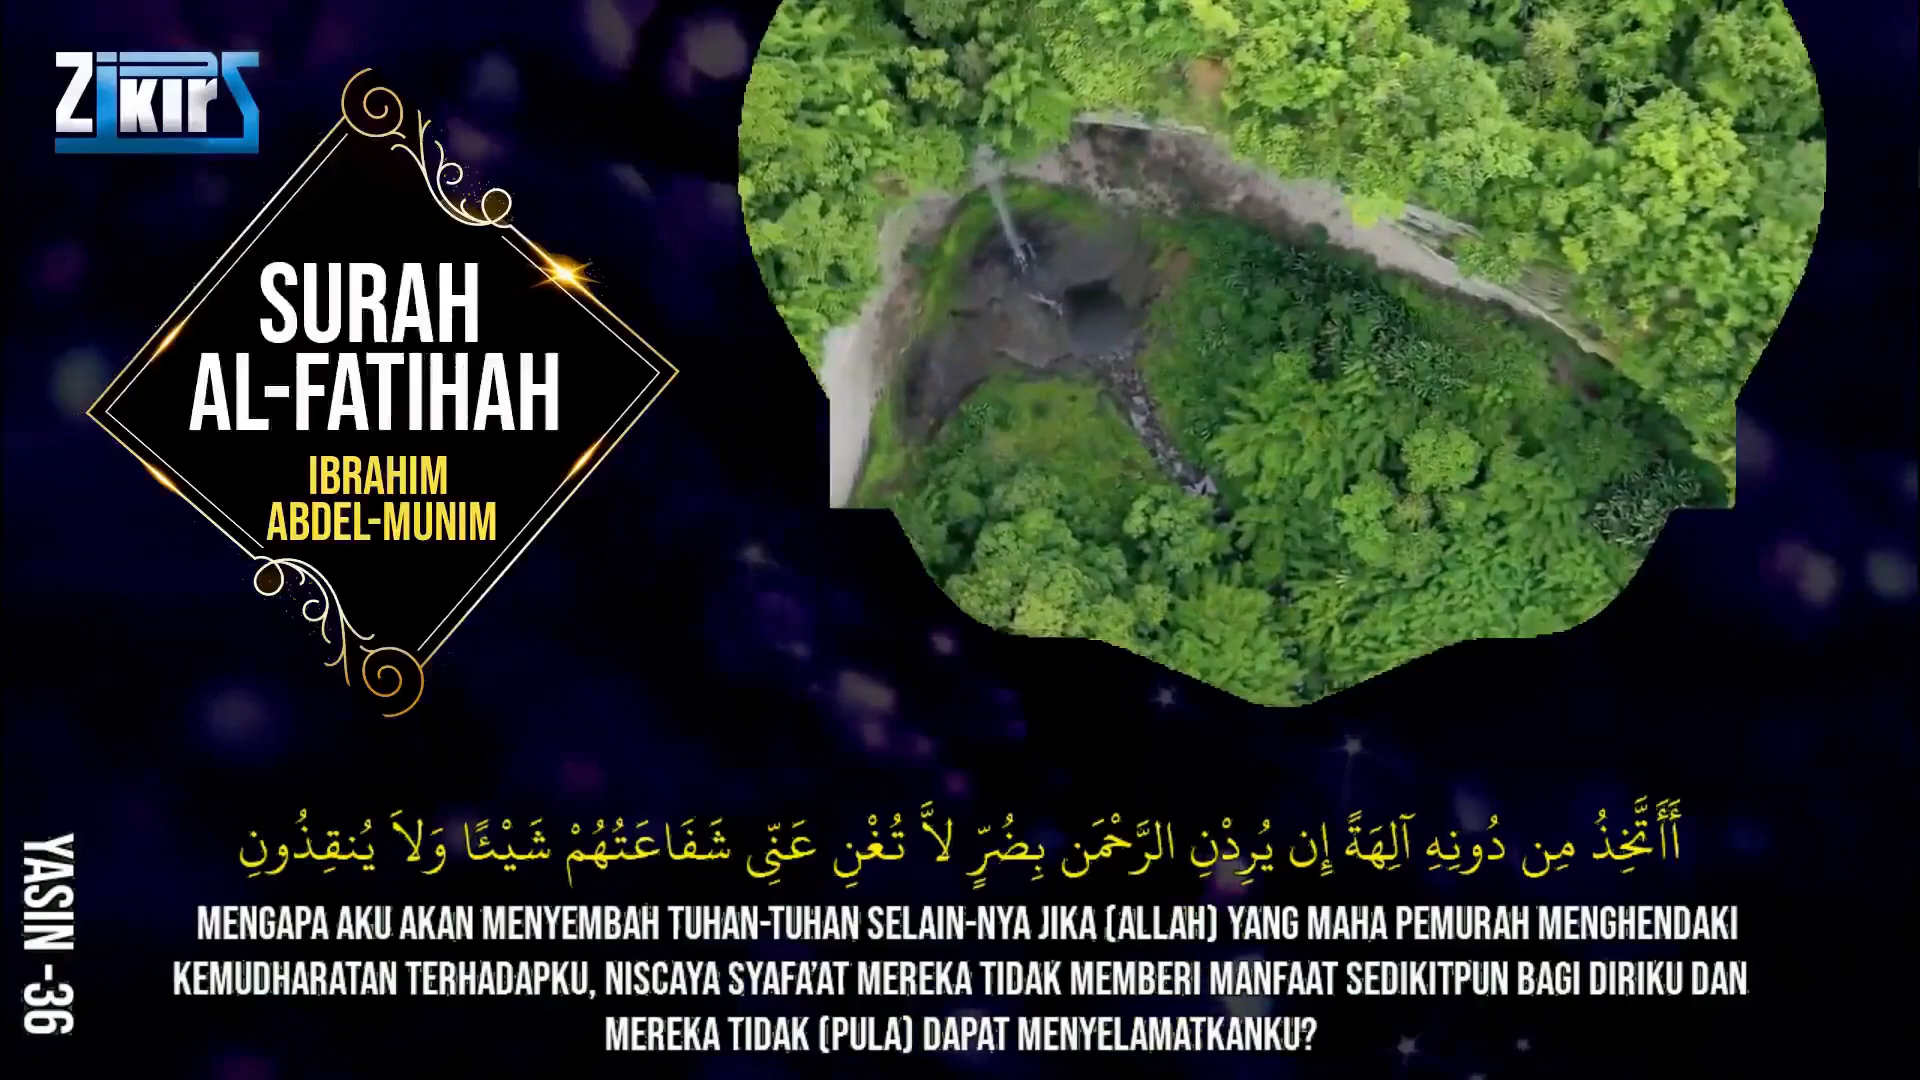 Zikir
SURAH
AL-FATIHAH
IBRAHIM
ABDEL-MUNIM
أَأَتَّخِذُ مِن دُونِهِ آلِهَةً إِن يُرِدْنِ الرَّحْمَن بِضُرٍّ لاَّ تُغْنِ عَنِّي شَفَاعَتُهُمْ شَيْئًا وَلاَ يُنقِذُونِ
MENGAPA AKU AKAN MENYEMBAH TUHAN-TUHAN SELAIN-NYA JIKA (ALLAH) YANG MAHA PEMURAH MENGHENDAKI
KEMUDHARATAN TERHADAPKU, NISCAYA SYAFA'AT MEREKA TIDAK MEMBERI MANFAAT SEDIKITPUN BAGI DIRIKU DAN
MEREKA TIDAK (PULA) DAPAT MENYELAMATKANKU?
YASIN -36